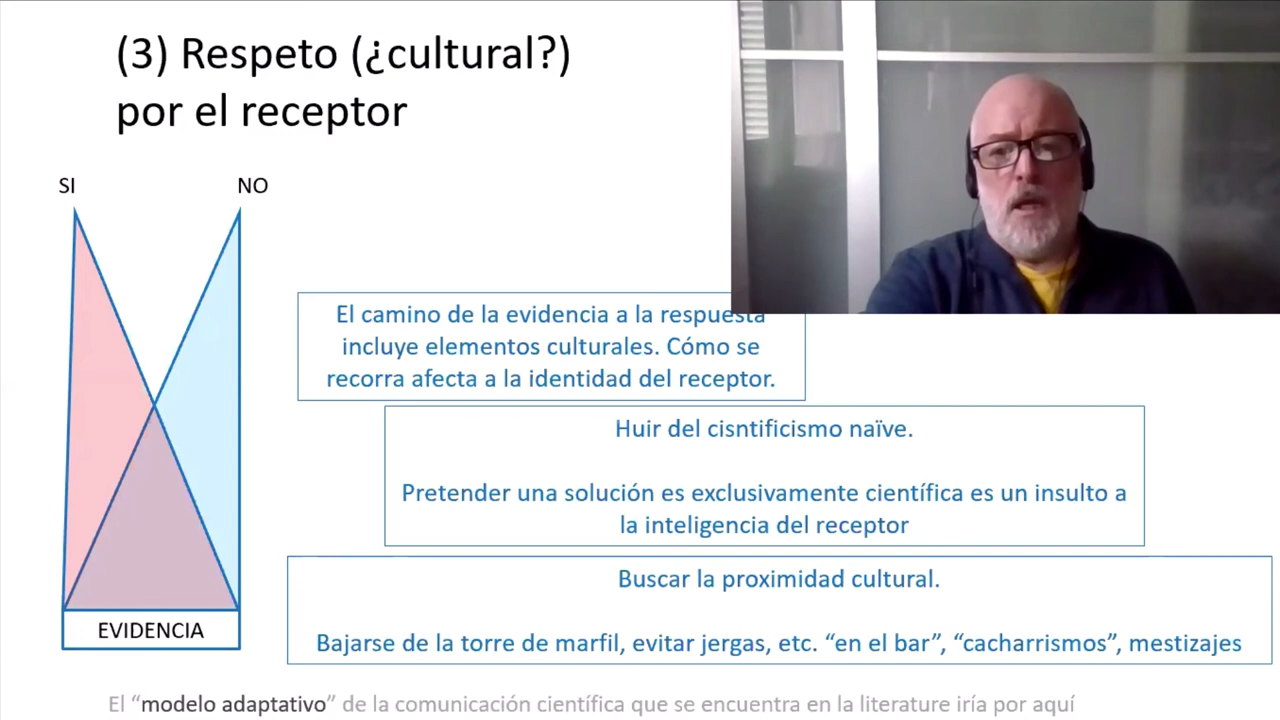 (3) Respeto (¿cultural?)
por el receptor
SI
NO
El camino de la evidencia a la respuesta
incluye elementos culturales. Cómo se
recorra afecta a la identidad del receptor.
Huir del cisntificismo naïve.
Pretender una solución es exclusivamente científica es un insulto a
la inteligencia del receptor
Buscar la proximidad cultural.
Bajarse de la torre de marfil, evitar jergas, etc. “en el bar”, “cacharrismos”, mestizajes
EVIDENCIA
El “modelo adaptativo” de la comunicación científica que se encuentra en la literature iría por aquí